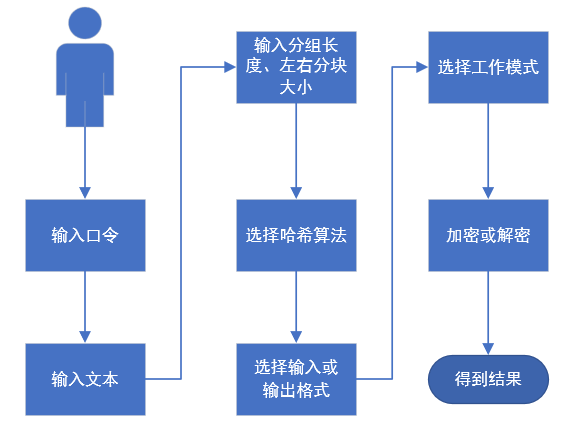 输入口令
输入文本
输入分组长
度、左右分块
大小
选择哈希算法
选择输入或
输出格式
选择工作模式
加密或解密
得到结果